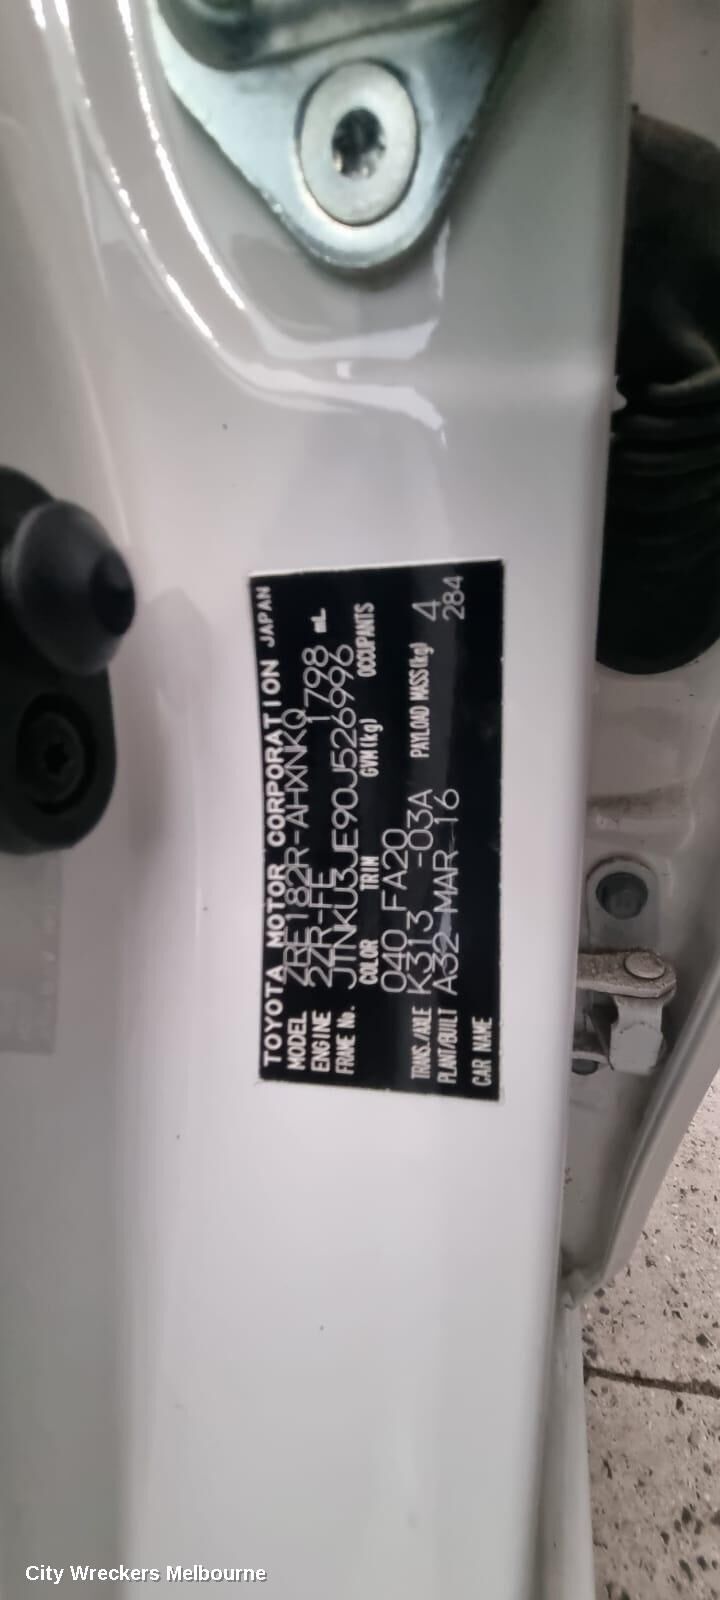 TOYOTA MOTOR CORPORATION JAPAN
MODEL ZRE182R-AHXNKQ
ENGINE 2ZR-FE 1798 mL
FRAME No. JTNKU3JE90J526996
COLOR TRIM GVM(kg) OCCUPANTS
040 FA20
TRANS./AXLE K313 -03A PAYLOAD MASS(kg) 4
PLANT/BUILT A32 MAR 16 284
CAR NAME
City Wreckers Melbourne